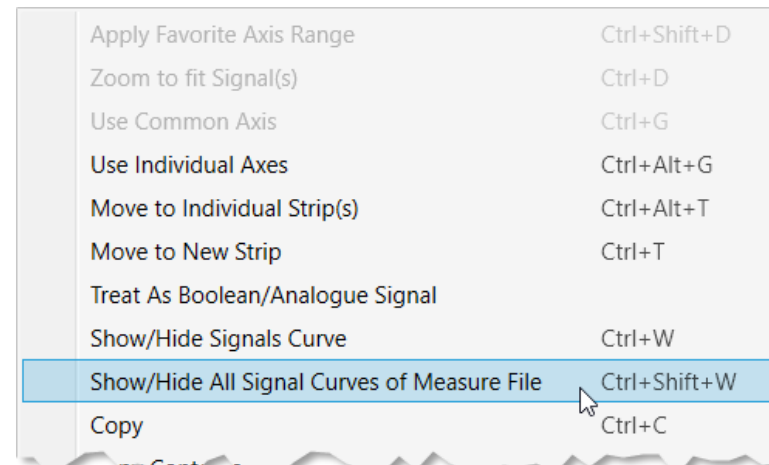 Apply Favorite Axis Range Ctrl+Shift+D
Zoom to fit Signal(s) Ctrl+D
Use Common Axis Ctrl+G
Use Individual Axes Ctrl+Alt+G
Move to Individual Strip(s) Ctrl+Alt+T
Move to New Strip Ctrl+T
Treat As Boolean/Analogue Signal
Show/Hide Signals Curve Ctrl+W
Show/Hide All Signal Curves of Measure File Ctrl+Shift+W
Copy Ctrl+C